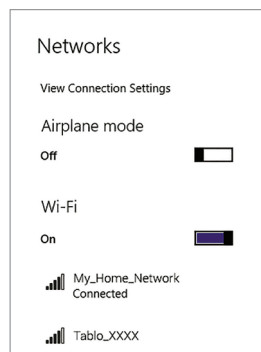 Networks
View Connection Settings
Airplane mode
Off
Wi-Fi
On
My_Home_Network
Connected
Tablo_XXXX